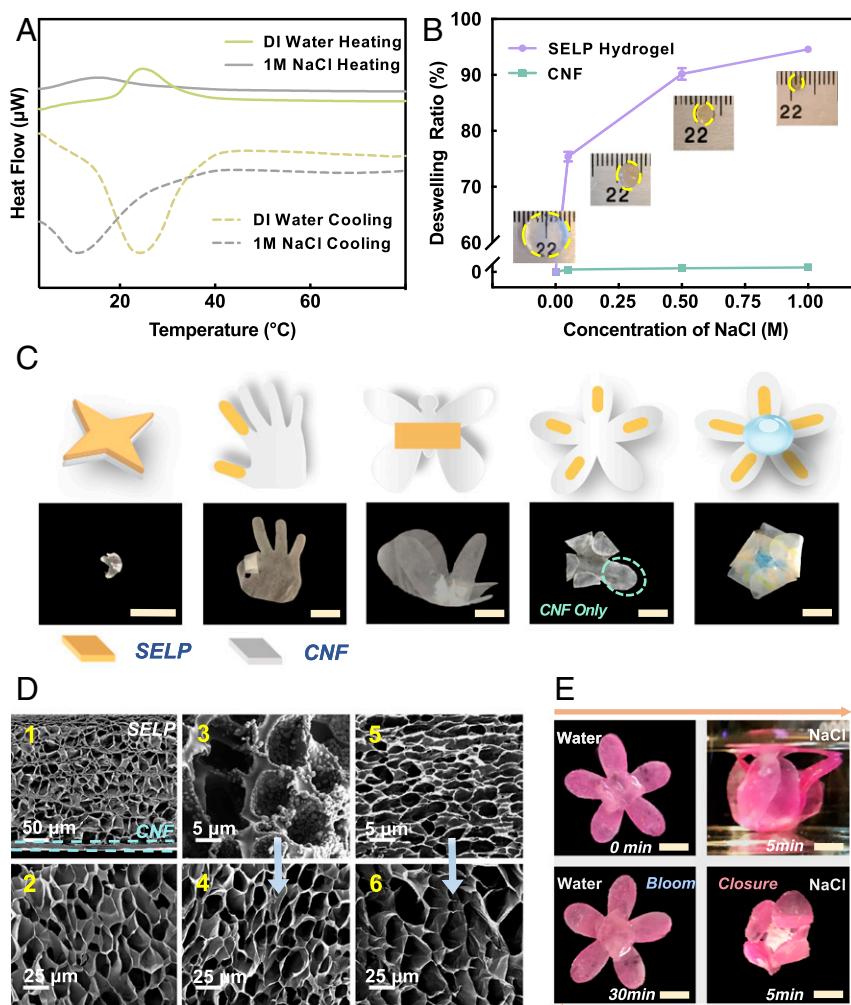 A
Heat Flow (µW)
DI Water Heating
1M NaCl Heating
DI Water Cooling
1M NaCl Cooling
20
40
60
Temperature (°C)
B
Deswelling Ratio (%)
100
90
80
70
60
0
SELP Hydrogel
CNF
22
22
22
22
0.00
0.25
0.50
0.75
1.00
Concentration of NaCl (M)
C
CNF Only
SELP
CNF
D
1
SELP
50 µm
CNF
3
5 µm
5
5 µm
2
25 µm
4
25 µm
6
25 µm
E
Water
0 min
NaCl
5min
Water
Bloom
30min
Closure
NaCl
5min